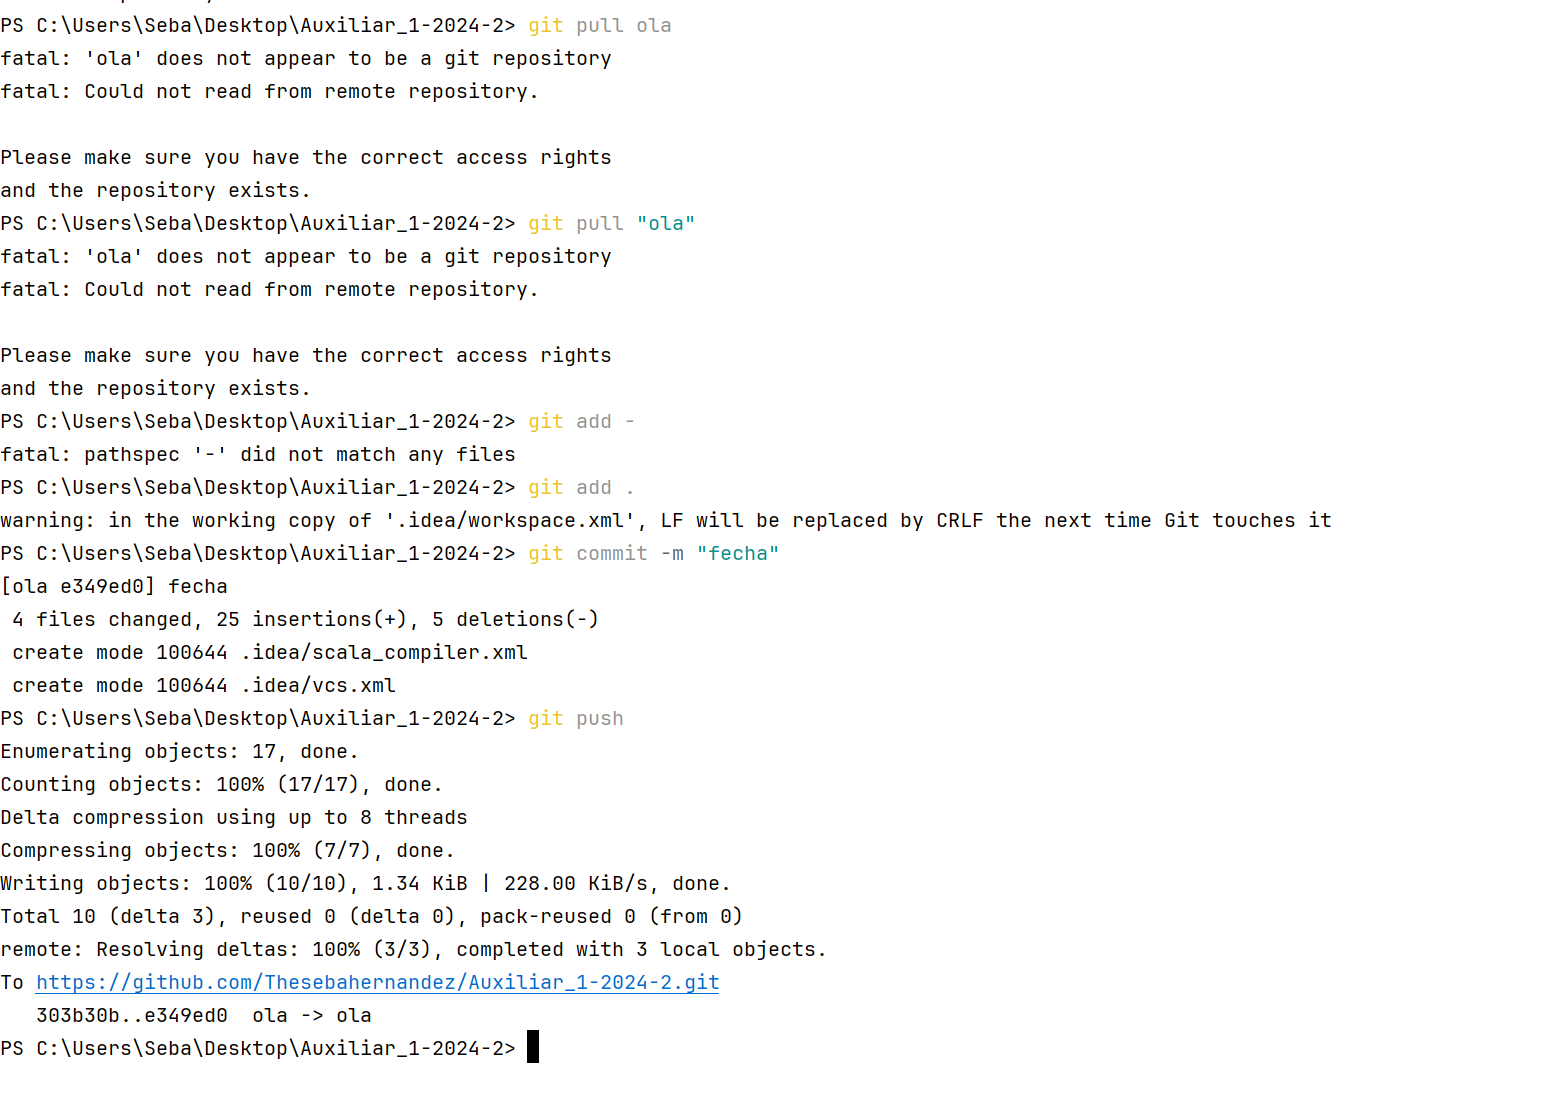 PS C:\Users\Seba\Desktop\Auxiliar_1-2024-2> git pull ola
fatal: 'ola' does not appear to be a git repository
fatal: Could not read from remote repository.

Please make sure you have the correct access rights
and the repository exists.
PS C:\Users\Seba\Desktop\Auxiliar_1-2024-2> git pull "ola"
fatal: 'ola' does not appear to be a git repository
fatal: Could not read from remote repository.

Please make sure you have the correct access rights
and the repository exists.
PS C:\Users\Seba\Desktop\Auxiliar_1-2024-2> git add -
fatal: pathspec '-' did not match any files
PS C:\Users\Seba\Desktop\Auxiliar_1-2024-2> git add .
warning: in the working copy of '.idea/workspace.xml', LF will be replaced by CRLF the next time Git touches it
PS C:\Users\Seba\Desktop\Auxiliar_1-2024-2> git commit -m "fecha"
[ola e349ed0] fecha
 4 files changed, 25 insertions(+), 5 deletions(-)
 create mode 100644 .idea/scala_compiler.xml
 create mode 100644 .idea/vcs.xml
PS C:\Users\Seba\Desktop\Auxiliar_1-2024-2> git push
Enumerating objects: 17, done.
Counting objects: 100% (17/17), done.
Delta compression using up to 8 threads
Compressing objects: 100% (7/7), done.
Writing objects: 100% (10/10), 1.34 KiB | 228.00 KiB/s, done.
Total 10 (delta 3), reused 0 (delta 0), pack-reused 0 (from 0)
remote: Resolving deltas: 100% (3/3), completed with 3 local objects.
To https://github.com/Thesebahernandez/Auxiliar_1-2024-2.git
   303b30b..e349ed0  ola -> ola
PS C:\Users\Seba\Desktop\Auxiliar_1-2024-2>